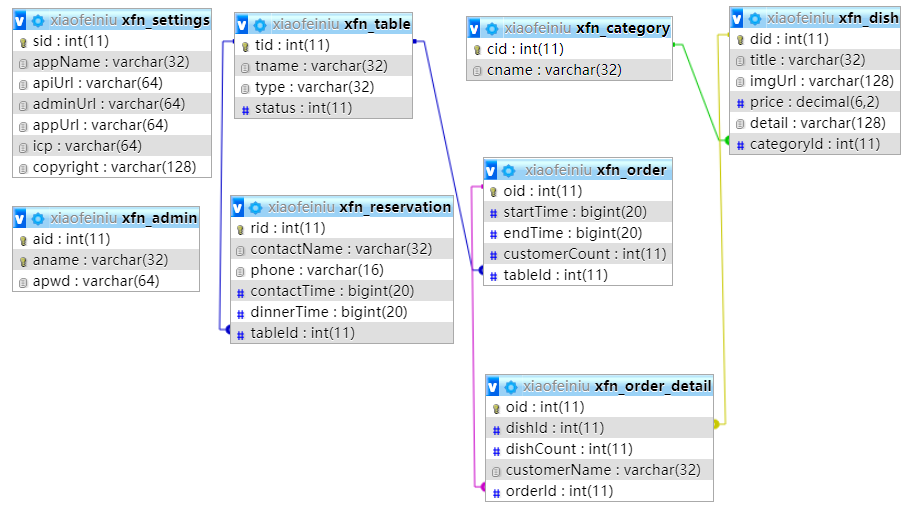 xiaofeiniu xfn_settings
sid : int(11)
appName : varchar(32)
apiUrl : varchar(64)
adminUrl : varchar(64)
appUrl : varchar(64)
icp : varchar(64)
copyright : varchar(128)
xiaofeiniu xfn_admin
aid : int(11)
aname : varchar(32)
apwd : varchar(64)
xiaofeiniu xfn_table
tid : int(11)
tname : varchar(32)
type : varchar(32)
status : int(11)
xiaofeiniu xfn_reservation
rid : int(11)
contactName : varchar(32)
phone : varchar(16)
contactTime : bigint(20)
dinnerTime : bigint(20)
tableId : int(11)
xiaofeiniu xfn_category
cid : int(11)
cname : varchar(32)
xiaofeiniu xfn_order
oid : int(11)
startTime : bigint(20)
endTime : bigint(20)
customerCount : int(11)
tableId : int(11)
xiaofeiniu xfn_order_detail
oid : int(11)
dishId : int(11)
dishCount : int(11)
customerName : varchar(32)
orderId : int(11)
xiaofeiniu xfn_dish
did : int(11)
title : varchar(32)
imgUrl : varchar(128)
price : decimal(6,2)
detail : varchar(128)
categoryId : int(11)